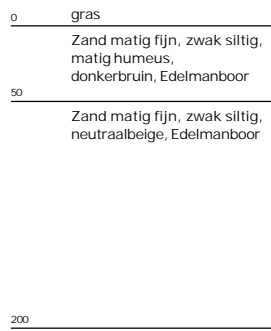 0 gras
Zand matig fijn, zwak siltig,
matig humeus,
donkerbruin, Edelmanboor
50
Zand matig fijn, zwak siltig,
neutraalbeige, Edelmanboor
200